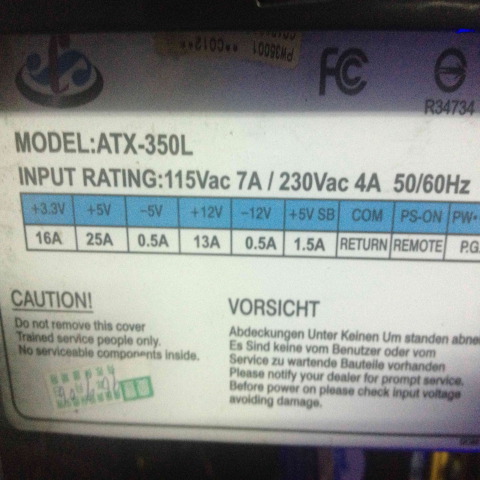 PW35001
**C012**
FC
R34734
MODEL:ATX-350L
INPUT RATING:115Vac 7A / 230Vac 4A 50/60Hz
+3.3V +5V -5V +12V -12V +5V SB COM PS-ON PW-
16A 25A 0.5A 13A 0.5A 1.5A RETURN REMOTE P.G.
CAUTION!
Do not remove this cover
Trained service people only.
No serviceable components inside.
VORSICHT
Abdeckungen Unter Keinen Um standen abne
Es Sind keine vom Benutzer oder vom
Service zu wartende Bauteile vorhanden
Please notify your dealer for prompt service.
Before power on please check input voltage
avoiding damage.